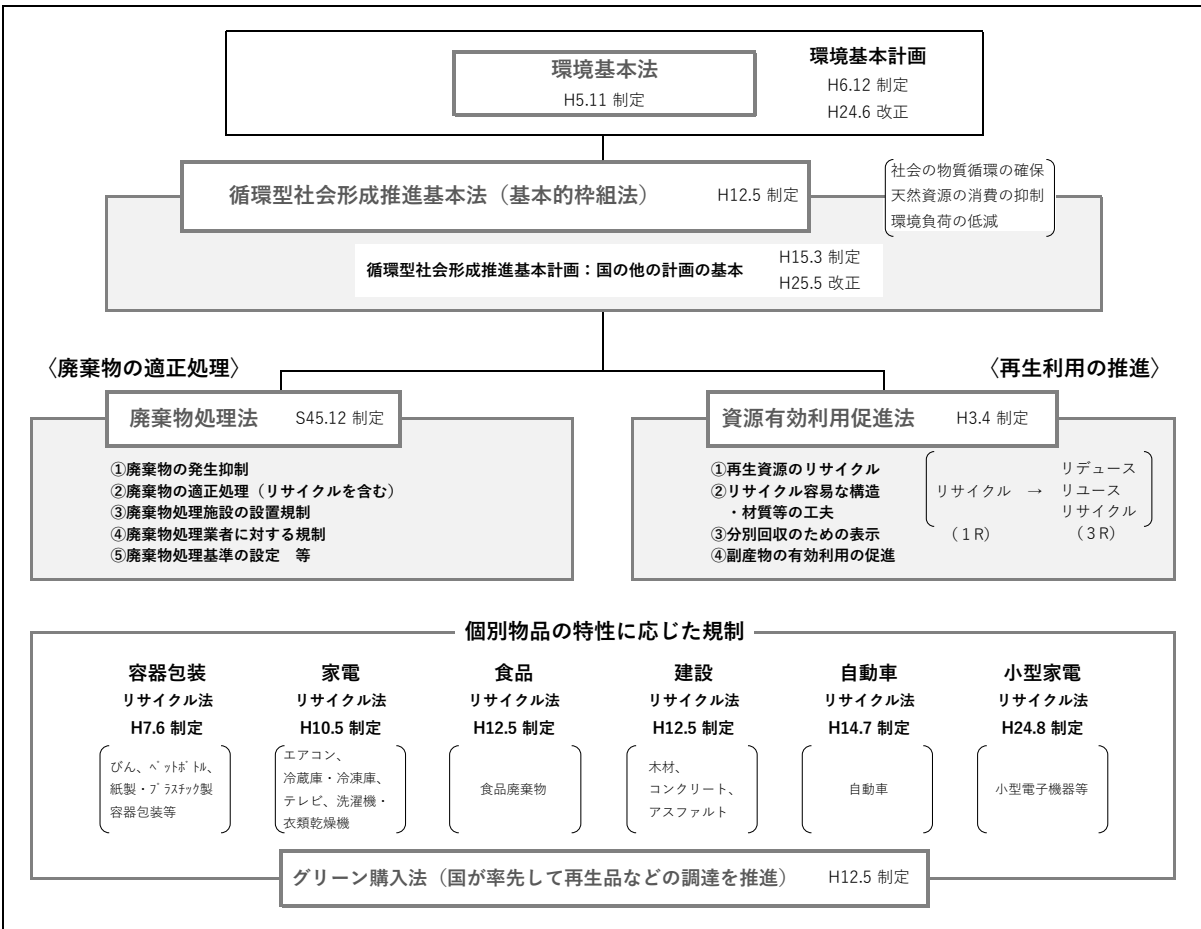 環境基本法
H5.11 制定
環境基本計画
H6.12 制定
H24.6 改正
循環型社会形成推進基本法（基本的枠組法） H12.5 制定
社会の物質循環の確保
天然資源の消費の抑制
環境負荷の低減
循環型社会形成推進基本計画：国の他の計画の基本
H15.3 制定
H25.5 改正
〈廃棄物の適正処理〉
廃棄物処理法 S45.12 制定
①廃棄物の発生抑制
②廃棄物の適正処理（リサイクルを含む）
③廃棄物処理施設の設置規制
④廃棄物処理業者に対する規制
⑤廃棄物処理基準の設定　等
〈再生利用の推進〉
資源有効利用促進法 H3.4 制定
①再生資源のリサイクル
②リサイクル容易な構造
・材質等の工夫
③分別回収のための表示
④副産物の有効利用の促進
リサイクル →
リデュース
リユース
リサイクル
（1R） （3R）
個別物品の特性に応じた規制
容器包装
リサイクル法
H7.6 制定
びん、ﾍﾟｯﾄﾎﾞﾄﾙ、
紙製・ﾌﾟﾗｽﾁｯｸ製
容器包装等
家電
リサイクル法
H10.5 制定
エアコン、
冷蔵庫・冷凍庫、
テレビ、洗濯機・
衣類乾燥機
食品
リサイクル法
H12.5 制定
食品廃棄物
建設
リサイクル法
H12.5 制定
木材、
コンクリート、
アスファルト
自動車
リサイクル法
H14.7 制定
自動車
小型家電
リサイクル法
H24.8 制定
小型電子機器等
グリーン購入法（国が率先して再生品などの調達を推進） H12.5 制定